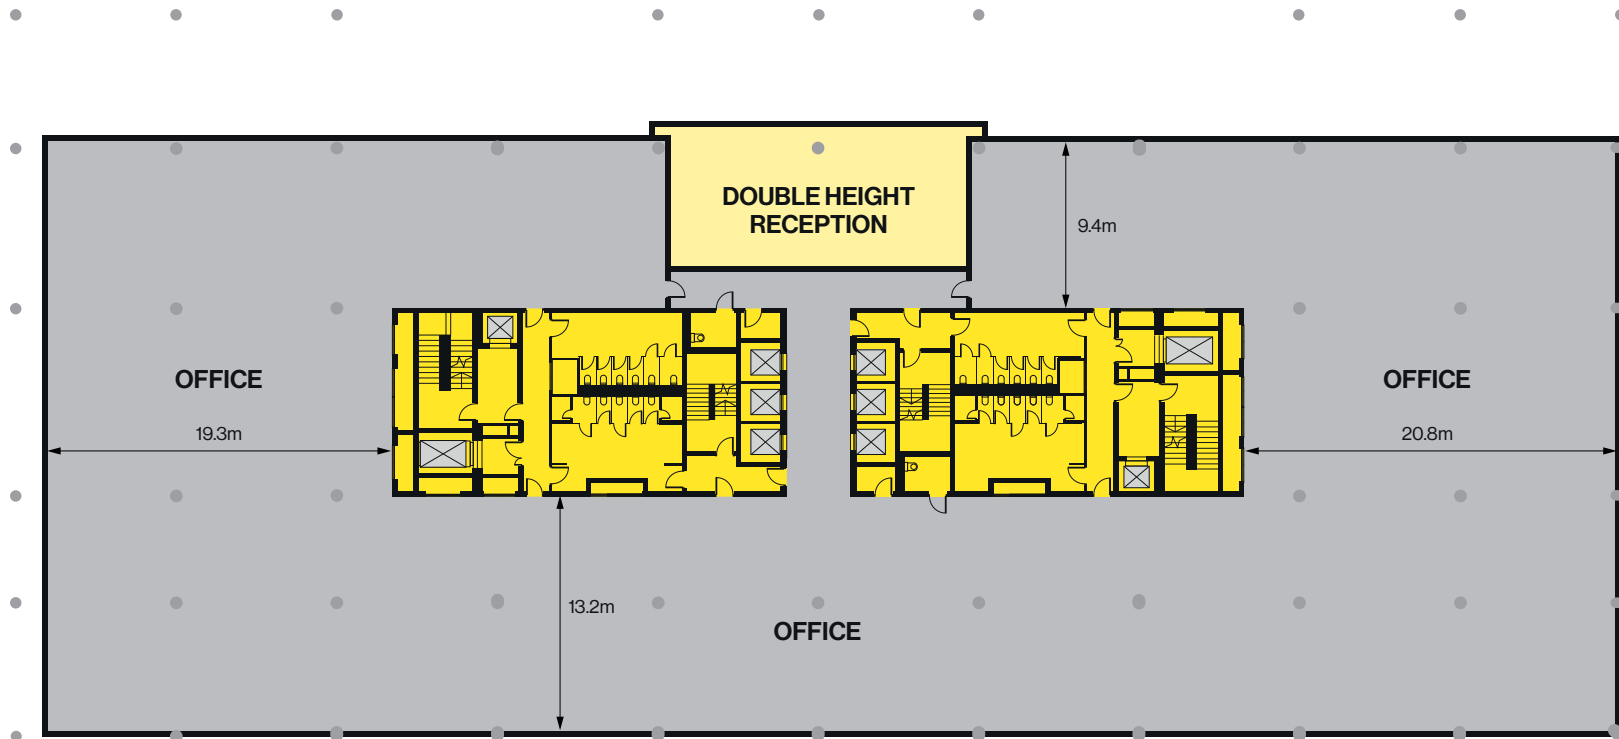 DOUBLE HEIGHT
RECEPTION
9.4m
OFFICE
OFFICE
19.3m
20.8m
13.2m
OFFICE